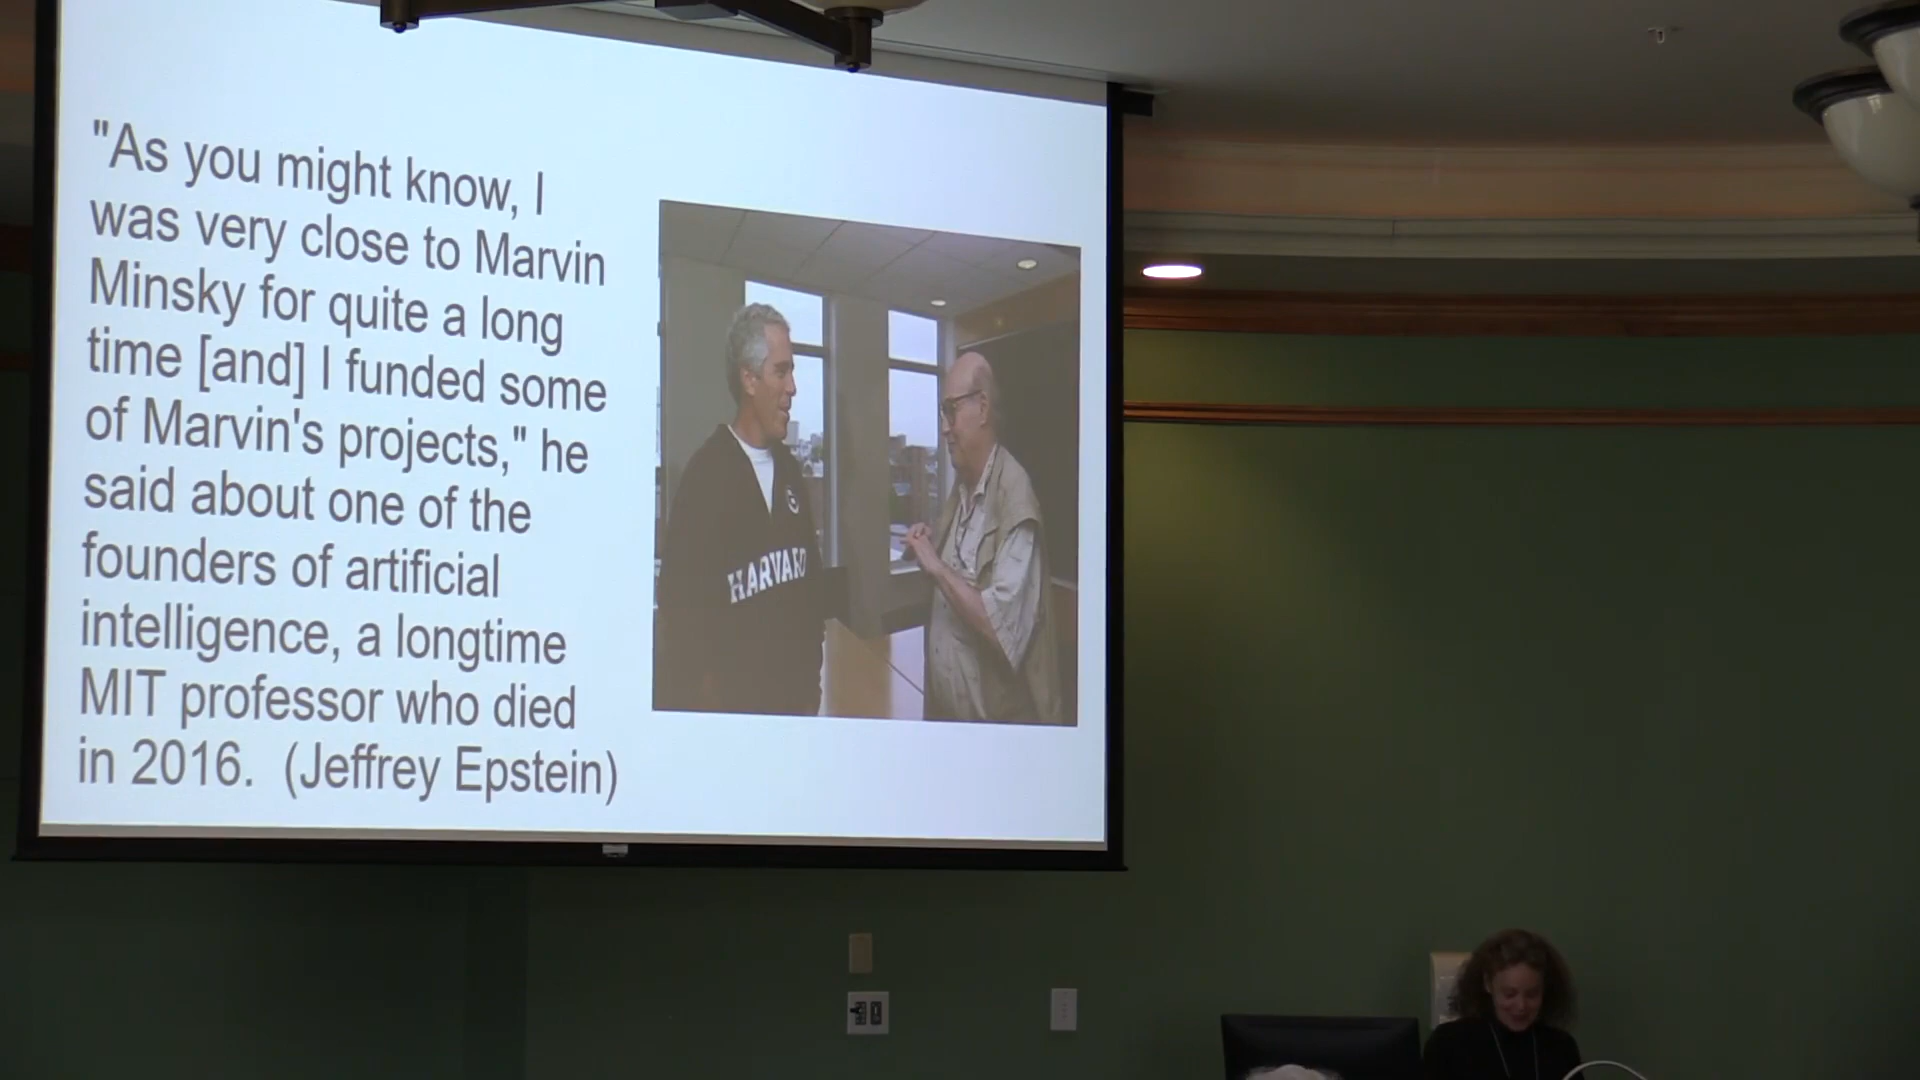 "As you might know, I
was very close to Marvin
Minsky for quite a long
time [and] I funded some
of Marvin's projects," he
said about one of the
founders of artificial
intelligence, a longtime
MIT professor who died
in 2016. (Jeffrey Epstein)
HARVARD